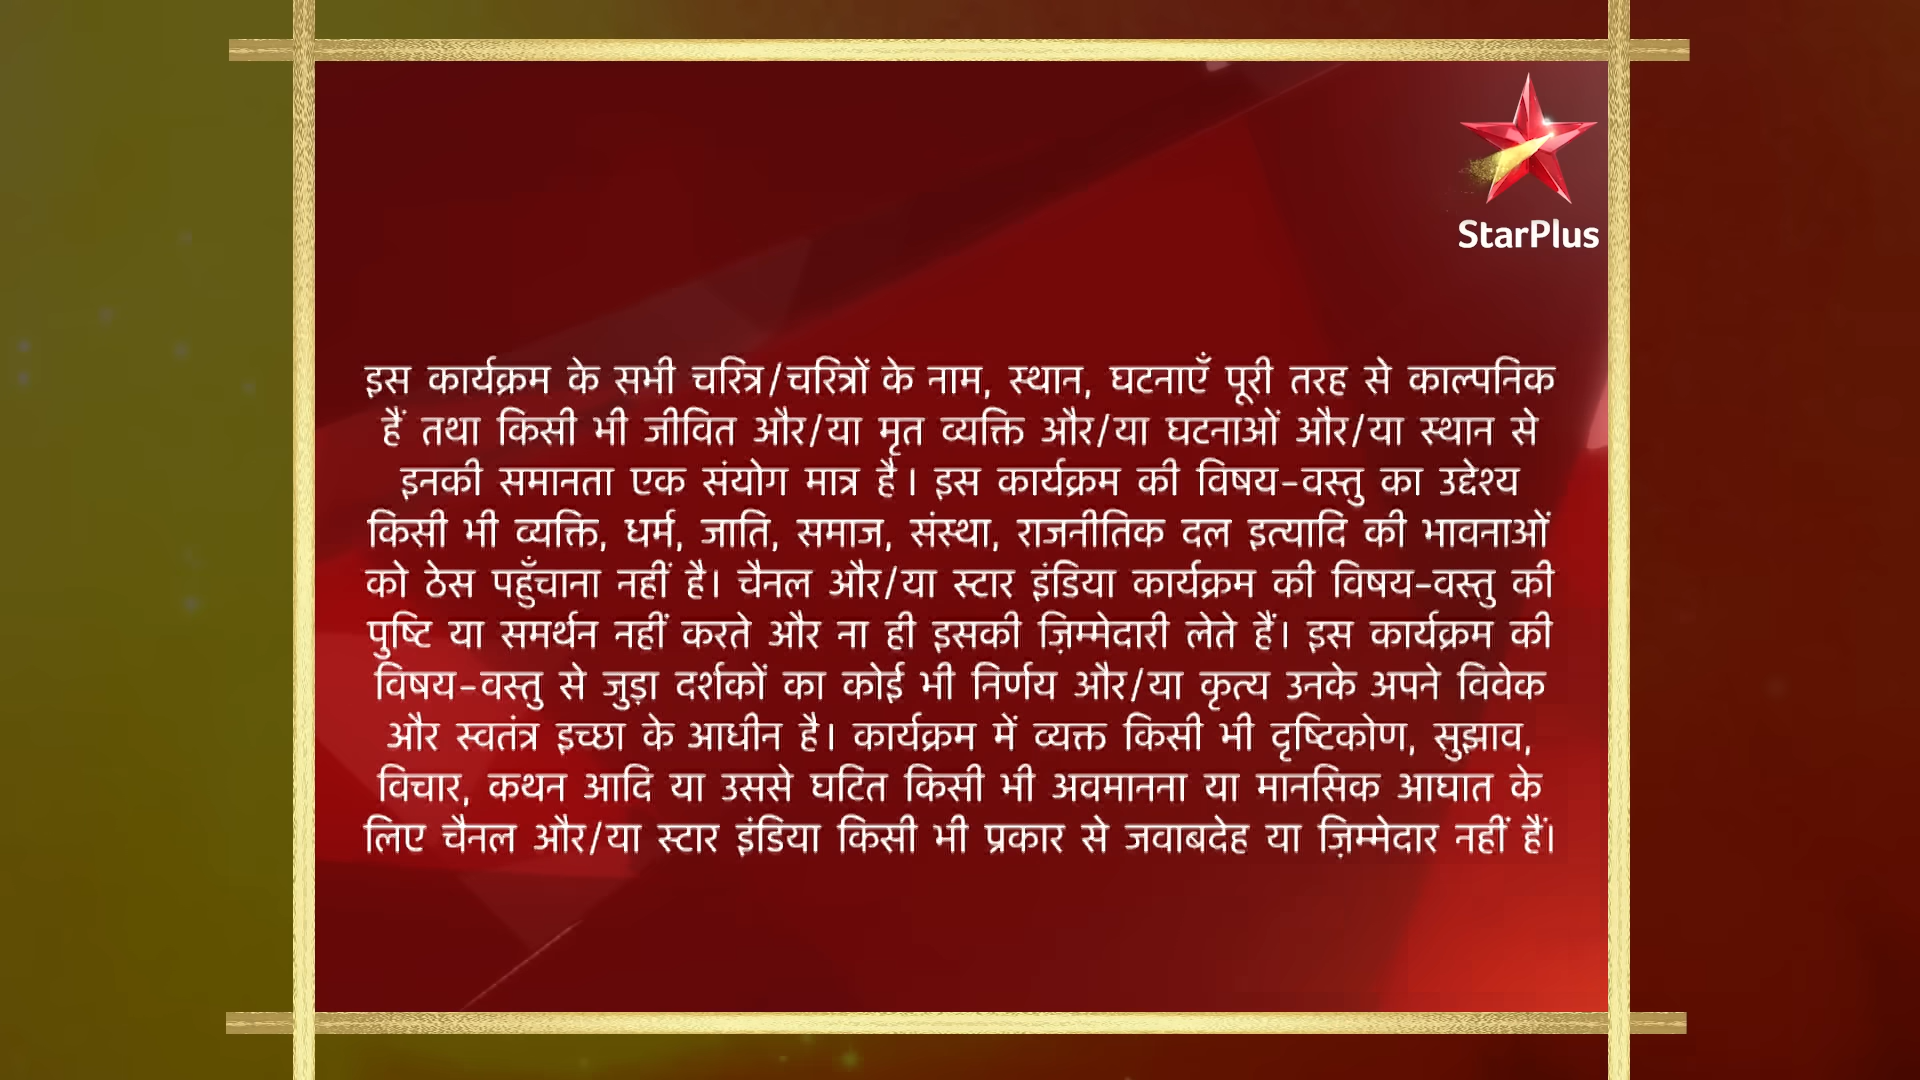 StarPlus
इस कार्यक्रम के सभी चरित्र/चरित्रों के नाम, स्थान, घटनाएँ पूरी तरह से काल्पनिक
हैं तथा किसी भी जीवित और/या मृत व्यक्ति और/या घटनाओं और/या स्थान से
इनकी समानता एक संयोग मात्र है। इस कार्यक्रम की विषय-वस्तु का उद्देश्य
किसी भी व्यक्ति, धर्म, जाति, समाज, संस्था, राजनीतिक दल इत्यादि की भावनाओं
को ठेस पहुँचाना नहीं है। चैनल और/या स्टार इंडिया कार्यक्रम की विषय-वस्तु की
पुष्टि या समर्थन नहीं करते और ना ही इसकी ज़िम्मेदारी लेते हैं। इस कार्यक्रम की
विषय-वस्तु से जुड़ा दर्शकों का कोई भी निर्णय और/या कृत्य उनके अपने विवेक
और स्वतंत्र इच्छा के आधीन है। कार्यक्रम में व्यक्त किसी भी दृष्टिकोण, सुझाव,
विचार, कथन आदि या उससे घटित किसी भी अवमानना या मानसिक आघात के
लिए चैनल और/या स्टार इंडिया किसी भी प्रकार से जवाबदेह या ज़िम्मेदार नहीं हैं।